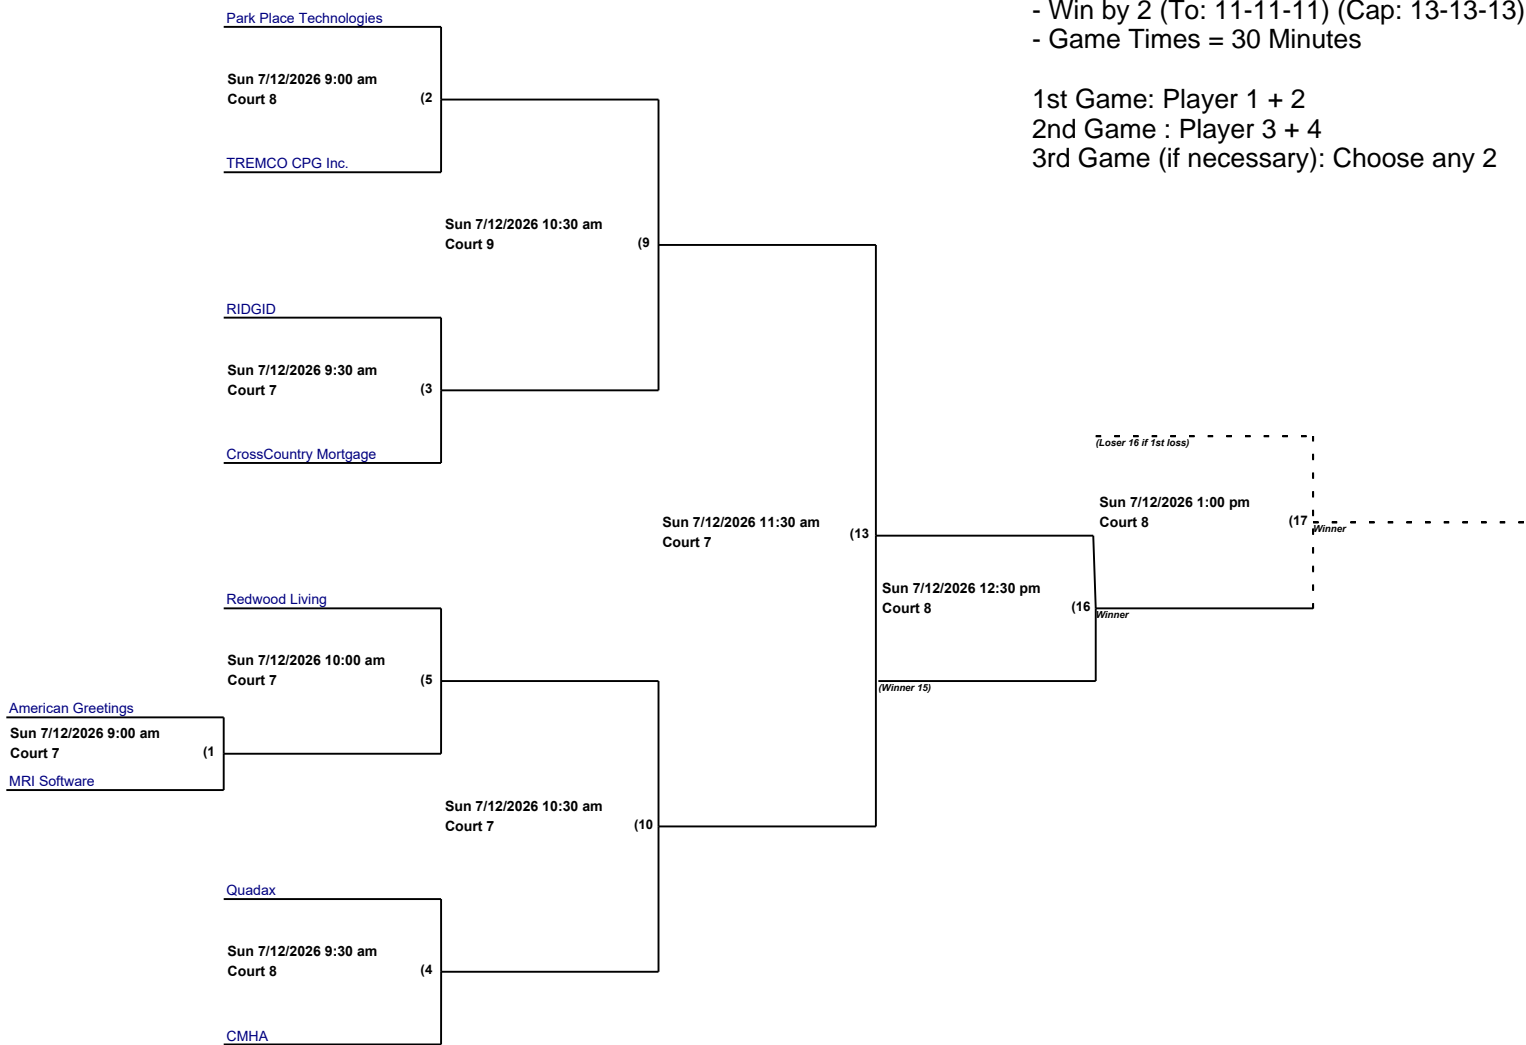 Park Place Technologies
- Win by 2 (To: 11-11-11) (Cap: 13-13-13)
- Game Times = 30 Minutes
Sun 7/12/2026 9:00 am
Court 8 (2
1st Game: Player 1 + 2
2nd Game : Player 3 + 4
3rd Game (if necessary): Choose any 2
TREMCO CPG Inc.
Sun 7/12/2026 10:30 am
Court 9 (9
RIDGID
Sun 7/12/2026 9:30 am
Court 7 (3
CrossCountry Mortgage
(Loser 16 if 1st loss)
Sun 7/12/2026 1:00 pm
Court 8 (17
Winner
Sun 7/12/2026 11:30 am
Court 7 (13
Sun 7/12/2026 12:30 pm
Court 8 (16
Winner
Redwood Living
Sun 7/12/2026 10:00 am
Court 7 (5
(Winner 15)
American Greetings
Sun 7/12/2026 9:00 am
Court 7 (1
MRI Software
Sun 7/12/2026 10:30 am
Court 7 (10
Quadax
Sun 7/12/2026 9:30 am
Court 8 (4
CMHA